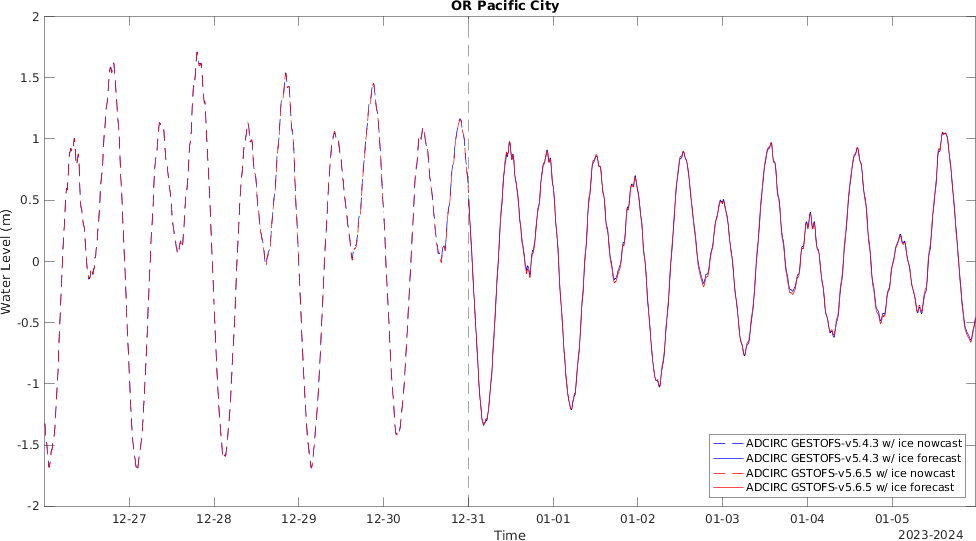 OR Pacific City
2
1.5
1
0.5
0
-0.5
-1
-1.5
-2
Water Level (m)
12-27 12-28 12-29 12-30 12-31 01-01 01-02 01-03 01-04 01-05
Time
2023-2024
ADCIRC GESTOFS-v5.4.3 w/ ice nowcast
ADCIRC GESTOFS-v5.4.3 w/ ice forecast
ADCIRC GSTOFS-v5.6.5 w/ ice nowcast
ADCIRC GSTOFS-v5.6.5 w/ ice forecast